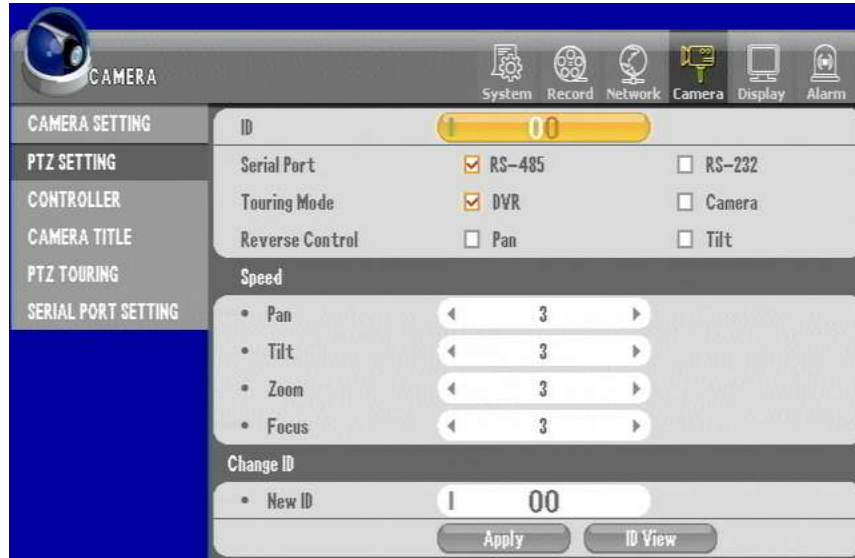 CAMERA
System Record Network Camera Display Alarm
CAMERA SETTING
PTZ SETTING
CONTROLLER
CAMERA TITLE
PTZ TOURING
SERIAL PORT SETTING
ID 00
Serial Port RS-485 RS-232
Touring Mode DVR Camera
Reverse Control Pan Tilt
Speed
• Pan 3
• Tilt 3
• Zoom 3
• Focus 3
Change ID
• New ID 00
Apply ID View